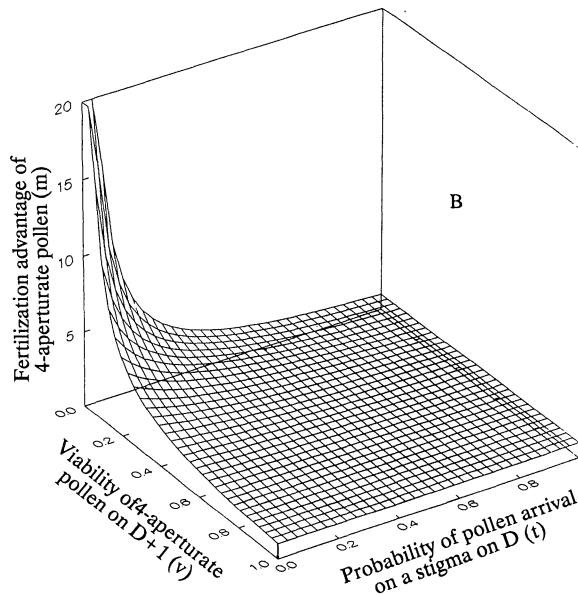 20
15
10
5
Fertilization advantage of
4-aperturate pollen (m)
B
0.0
0.2
0.4
0.6
0.8
1.0
Viability of4-aperturate
pollen on D+1 (v)
0.0
0.2
0.4
0.6
0.8
Probability of pollen arrival
on a stigma on D (t)